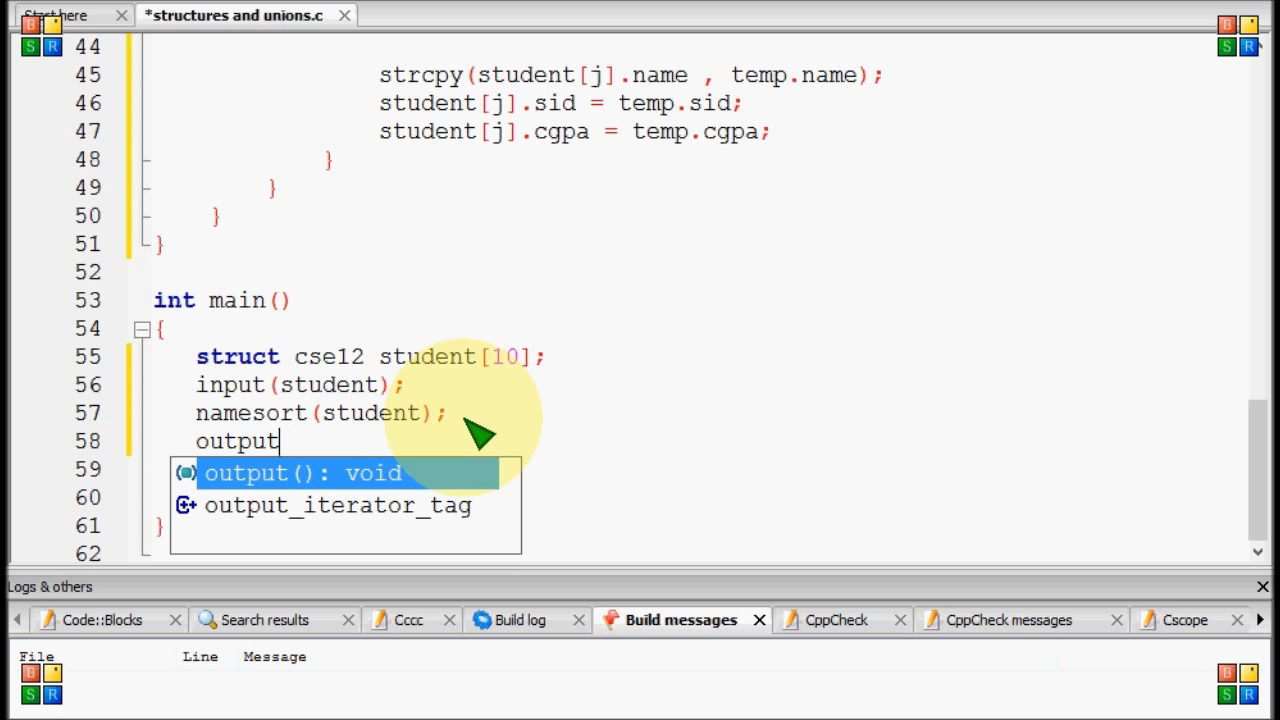 Start here *structures and unions.c
44
45 strcpy(student[j].name , temp.name);
46 student[j].sid = temp.sid;
47 student[j].cgpa = temp.cgpa;
48 }
49 }
50 }
51 }
52
53 int main()
54 {
55 struct cse12 student[10];
56 input(student);
57 namesort(student);
58 output
59 output(): void
60 output_iterator_tag
61 }
62
Logs & others
Code::Blocks Search results Cccc Build log Build messages CppCheck CppCheck messages Cscope
File Line Message
B
S R
B
S R
B
S R
B
S R